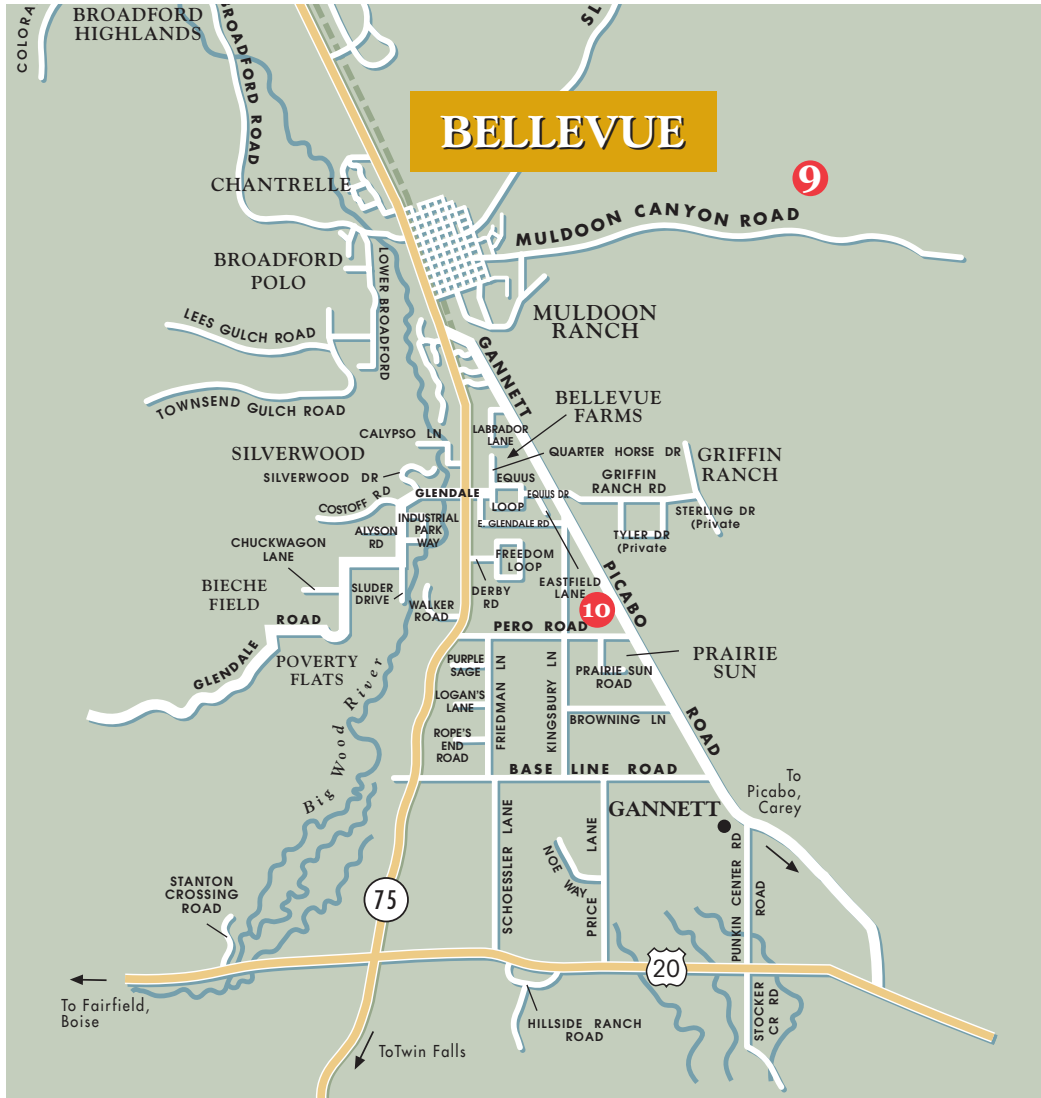 BROADFORD
HIGHLANDS
COLORA
BROADFORD ROAD
SL
BELLEVUE
9
CHANTRELLE
MULDOON CANYON ROAD
BROADFORD
POLO
LOWER BROADFORD
MULDOON
RANCH
LEES GULCH ROAD
GANNETT
TOWNSEND GULCH ROAD
BELLEVUE
FARMS
LABRADOR
LANE
CALYPSO LN
SILVERWOOD
QUARTER HORSE DR
GRIFFIN
RANCH
SILVERWOOD DR
EQUUS
LOOP
GRIFFIN
RANCH RD
GLENDALE
EQUUS DR
COSTOFF RD
STERLING DR
(Private
INDUSTRIAL
PARK
WAY
E. GLENDALE RD
ALYSON
RD
TYLER DR
(Private
CHUCKWAGON
LANE
FREEDOM
LOOP
PICABO
BIECHE
FIELD
SLUDER
DRIVE
DERBY
RD
EASTFIELD
LANE
WALKER
ROAD
10
ROAD
PERO ROAD
GLENDALE
POVERTY
FLATS
PURPLE
SAGE
FRIEDMAN LN
KINGSBURY LN
PRAIRIE SUN
ROAD
PRAIRIE
SUN
Big Wood River
LOGAN'S
LANE
BROWNING LN
ROAD
ROPE'S
END
ROAD
BASE LINE ROAD
To
Picabo,
Carey
GANNETT
SCHOESSLER LANE
PRICE LANE
NOE WAY
PUNKIN CENTER RD
ROAD
STANTON
CROSSING
ROAD
75
20
To Fairfield,
Boise
STOCKER
CR RD
HILLSIDE RANCH
ROAD
ToTwin Falls